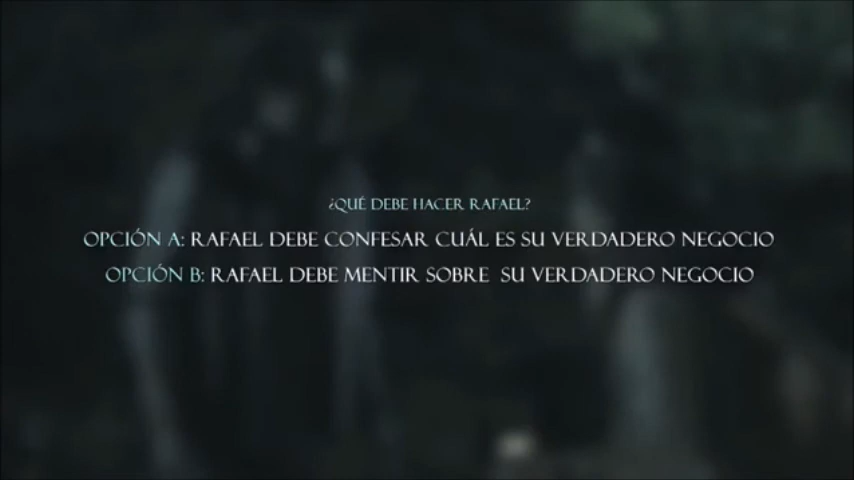 ¿QUÉ DEBE HACER RAFAEL?
OPCIÓN A: RAFAEL DEBE CONFESAR CUÁL ES SU VERDADERO NEGOCIO
OPCIÓN B: RAFAEL DEBE MENTIR SOBRE SU VERDADERO NEGOCIO